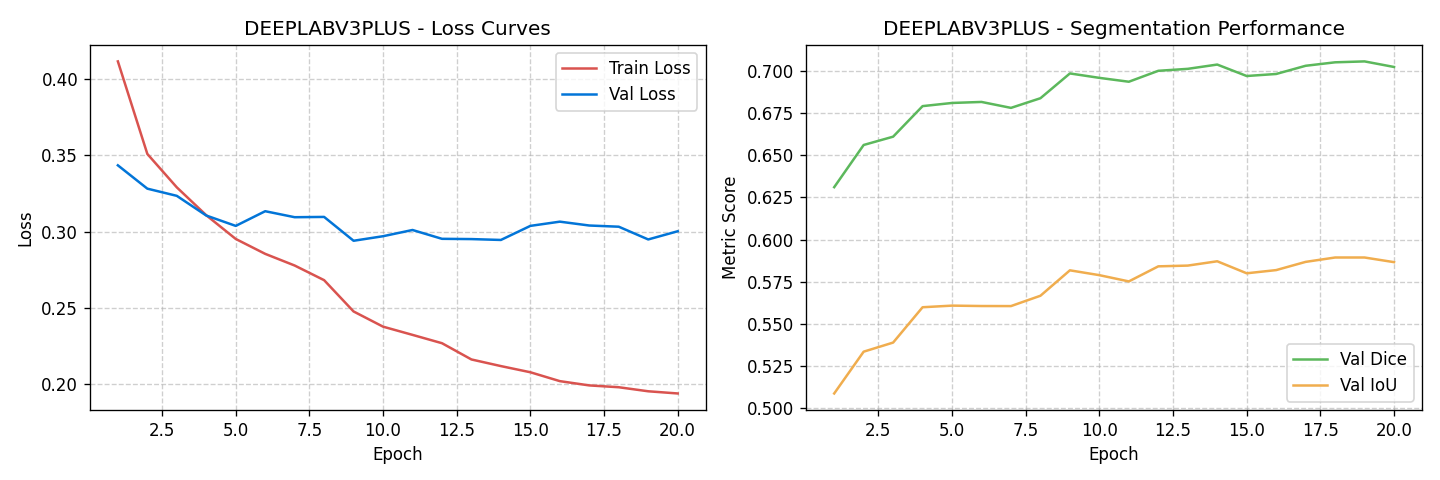 DEEPLABV3PLUS - Loss Curves
Train Loss
Val Loss
0.40
0.35
0.30
0.25
0.20
Loss
2.5 5.0 7.5 10.0 12.5 15.0 17.5 20.0
Epoch
DEEPLABV3PLUS - Segmentation Performance
0.700
0.675
0.650
0.625
0.600
0.575
0.550
0.525
0.500
Metric Score
Val Dice
Val IoU
2.5 5.0 7.5 10.0 12.5 15.0 17.5 20.0
Epoch